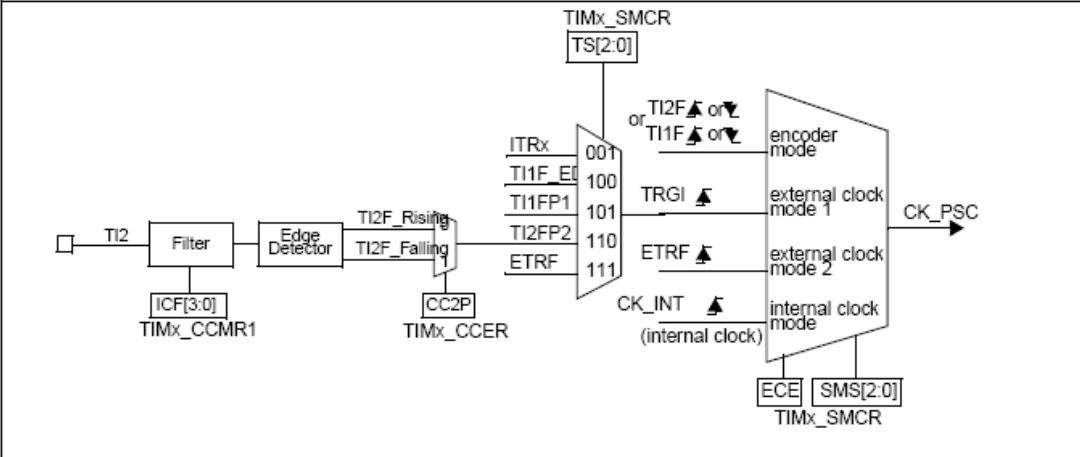 TIMx_SMCR
TS[2:0]
or TI2F or
TI1F or
encoder
mode
ITRx
001
TI1F_ED
100
TRGI
external clock
mode 1
TI1FP1
101
CK_PSC
TI2F_Rising
TI2
Filter
Edge
Detector
TI2F_Falling
TI2FP2
110
ETRF
111
ETRF
external clock
mode 2
ICF[3:0]
TIMx_CCMR1
CC2P
TIMx_CCER
CK_INT
(internal clock)
internal clock
mode
ECE
SMS[2:0]
TIMx_SMCR